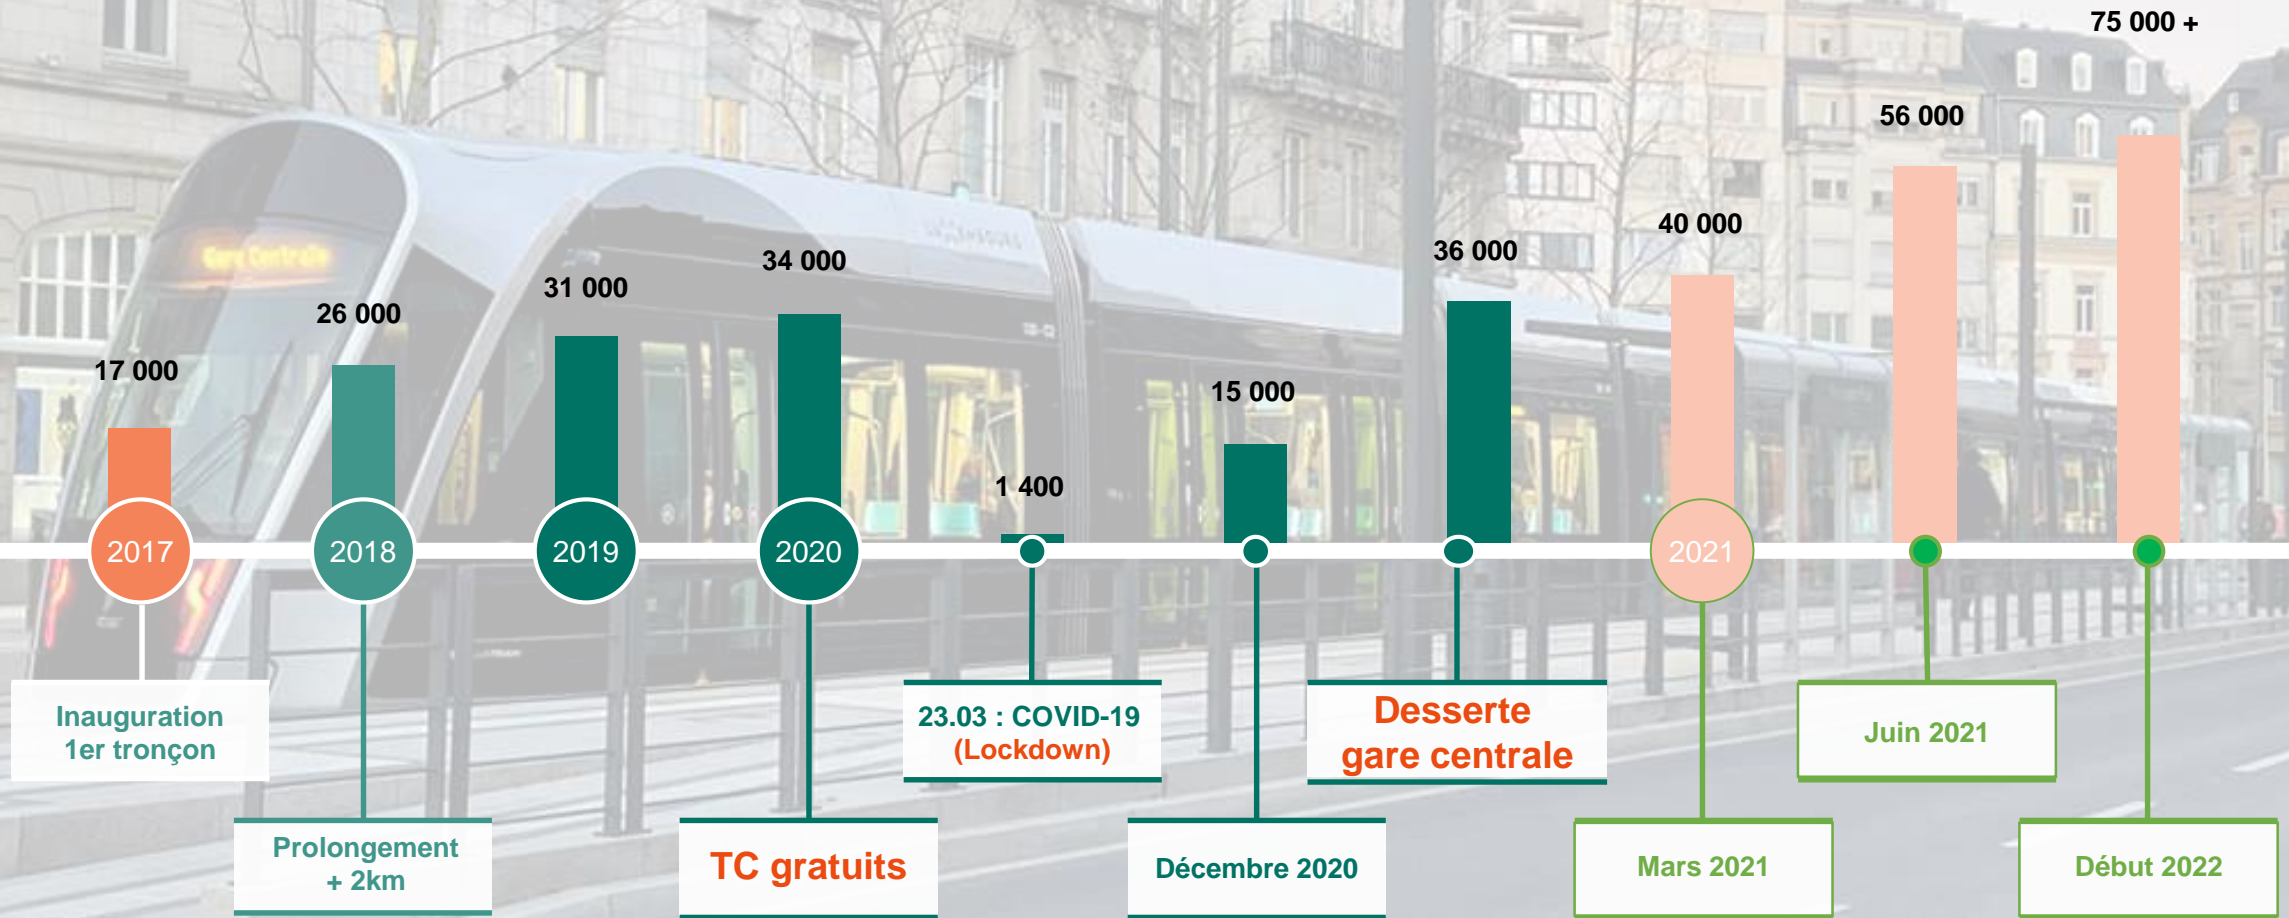 75 000 +
56 000
40 000
36 000
34 000
31 000
26 000
17 000
15 000
1 400
Gare Centrale
2017
2018
2019
2020
2021
Inauguration
1er tronçon
Prolongement
+ 2km
TC gratuits
23.03 : COVID-19
(Lockdown)
Décembre 2020
Desserte
gare centrale
Mars 2021
Juin 2021
Début 2022